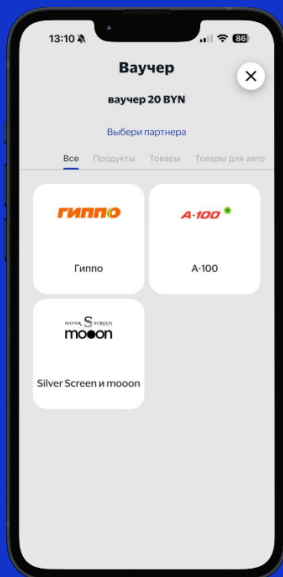 13:10
86
Ваучер
ваучер 20 BYN
Выбери партнера
Все Продукты Товары Товары для авто
ГИППО
A-100
Гиппо
А-100
SILVER SCREEN
mooon
Silver Screen и mooon